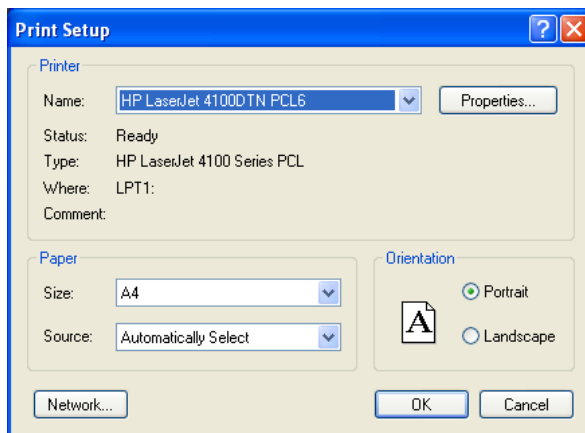 Print Setup
Printer
Name: HP LaserJet 4100DTN PCL6 Properties...
Status: Ready
Type: HP LaserJet 4100 Series PCL
Where: LPT1:
Comment:
Paper
Size: A4
Source: Automatically Select
Orientation
A
Portrait
Landscape
Network... OK Cancel